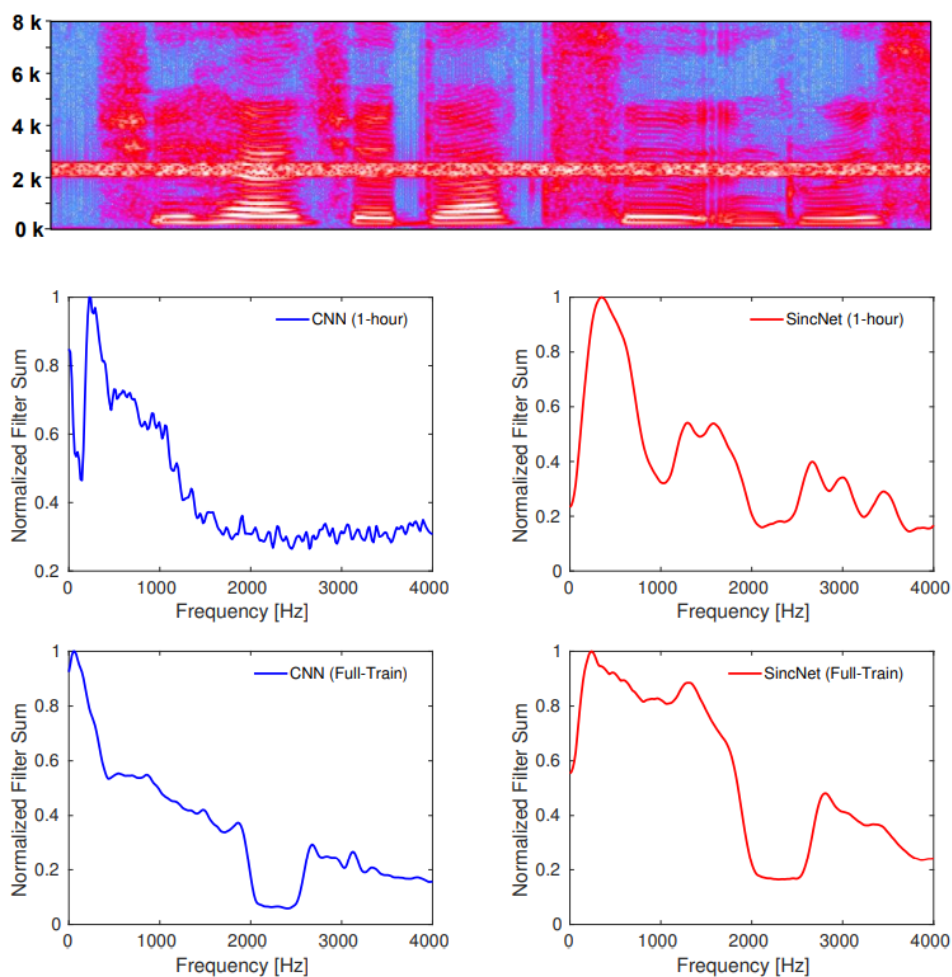 8 k
6 k
4 k
2 k
0 k
CNN (1-hour)
Normalized Filter Sum
1
0.8
0.6
0.4
0.2
0 1000 2000 3000 4000
Frequency [Hz]
SincNet (1-hour)
Normalized Filter Sum
1
0.8
0.6
0.4
0.2
0
0 1000 2000 3000 4000
Frequency [Hz]
CNN (Full-Train)
Normalized Filter Sum
1
0.8
0.6
0.4
0.2
0
0 1000 2000 3000 4000
Frequency [Hz]
SincNet (Full-Train)
Normalized Filter Sum
1
0.8
0.6
0.4
0.2
0
0 1000 2000 3000 4000
Frequency [Hz]